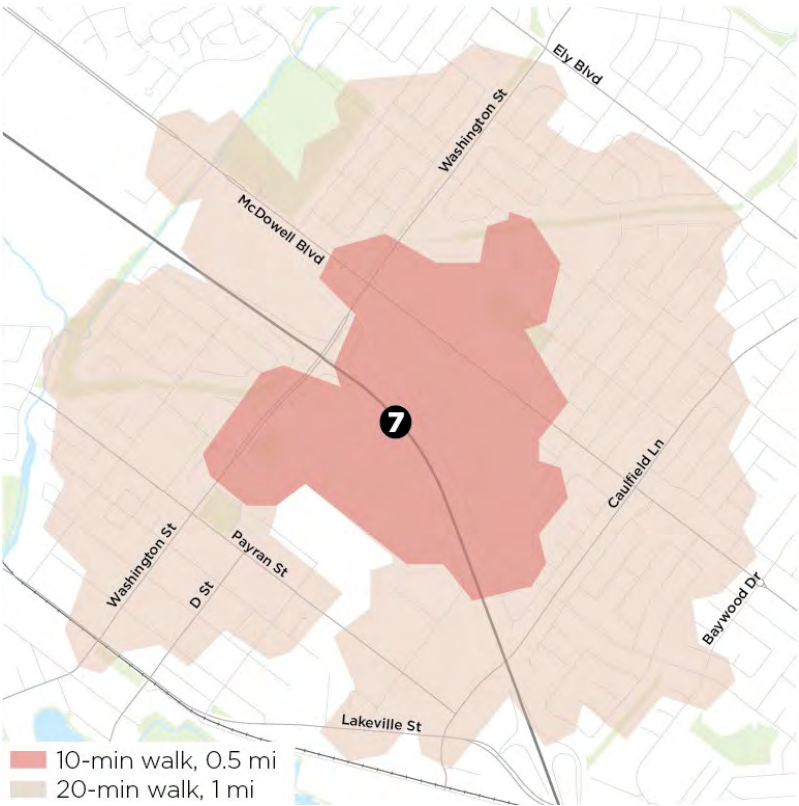 Ely Blvd
Washington St
McDowell Blvd
7
Caulfield Ln
Washington St
Payran St
D St
Baywood Dr
Lakeville St
10-min walk, 0.5 mi
20-min walk, 1 mi